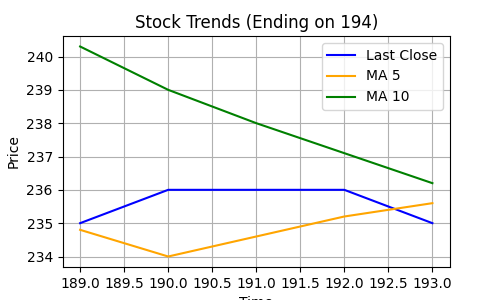 Stock Trends (Ending on 194)
Last Close
MA 5
MA 10
Price
240
239
238
237
236
235
234
189.0 189.5 190.0 190.5 191.0 191.5 192.0 192.5 193.0
Time